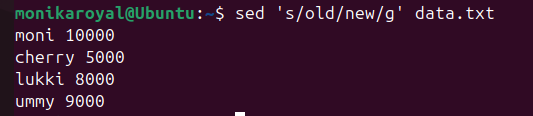 monikaroyal@Ubuntu:~$ sed 's/old/new/g' data.txt
moni 10000
cherry 5000
lukki 8000
ummy 9000